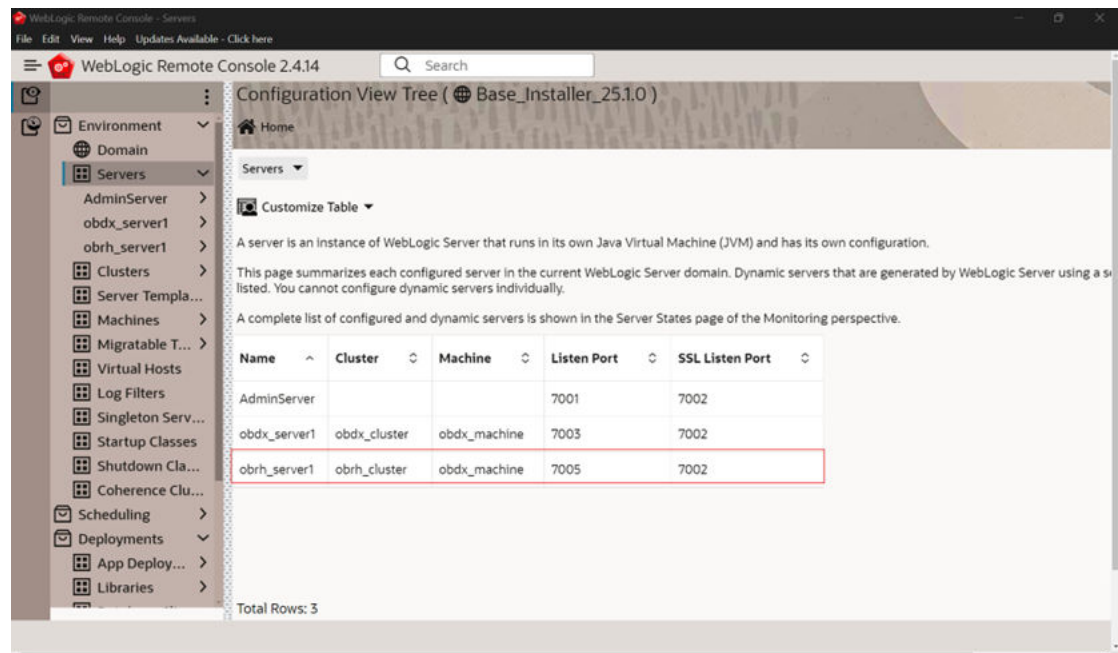 WebLogic Remote Console - Servers
File Edit View Help Updates Available - Click here
WebLogic Remote Console 2.4.14
Search
Environment
Domain
Servers
AdminServer
obdx_server1
obrh_server1
Clusters
Server Templa...
Machines
Migratable T...
Virtual Hosts
Log Filters
Singleton Serv...
Startup Classes
Shutdown Cla...
Coherence Clu...
Scheduling
Deployments
App Deploy...
Libraries
Configuration View Tree ( Base_Installer_25.1.0 )
Home
Servers
Customize Table
A server is an instance of WebLogic Server that runs in its own Java Virtual Machine (JVM) and has its own configuration.
This page summarizes each configured server in the current WebLogic Server domain. Dynamic servers that are generated by WebLogic Server using a
listed. You cannot configure dynamic servers individually.
A complete list of configured and dynamic servers is shown in the Server States page of the Monitoring perspective.
Name Cluster Machine Listen Port SSL Listen Port
AdminServer 7001 7002
obdx_server1 obdx_cluster obdx_machine 7003 7002
obrh_server1 obrh_cluster obdx_machine 7005 7002
Total Rows: 3